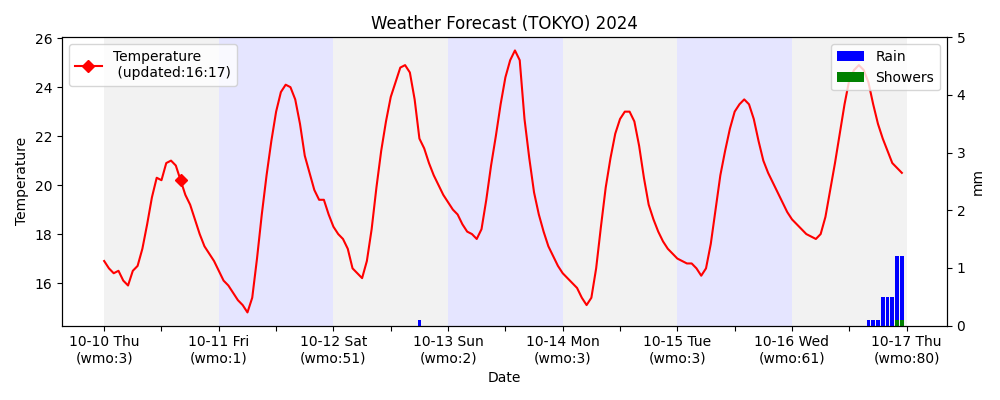 Weather Forecast (TOKYO) 2024
Temperature
(updated:16:17)
Rain
Showers
26
24
22
20
18
16
Temperature
5
4
3
2
1
0
mm
10-10 Thu
(wmo:3)
10-11 Fri
(wmo:1)
10-12 Sat
(wmo:51)
10-13 Sun
(wmo:2)
10-14 Mon
(wmo:3)
10-15 Tue
(wmo:3)
10-16 Wed
(wmo:61)
10-17 Thu
(wmo:80)
Date